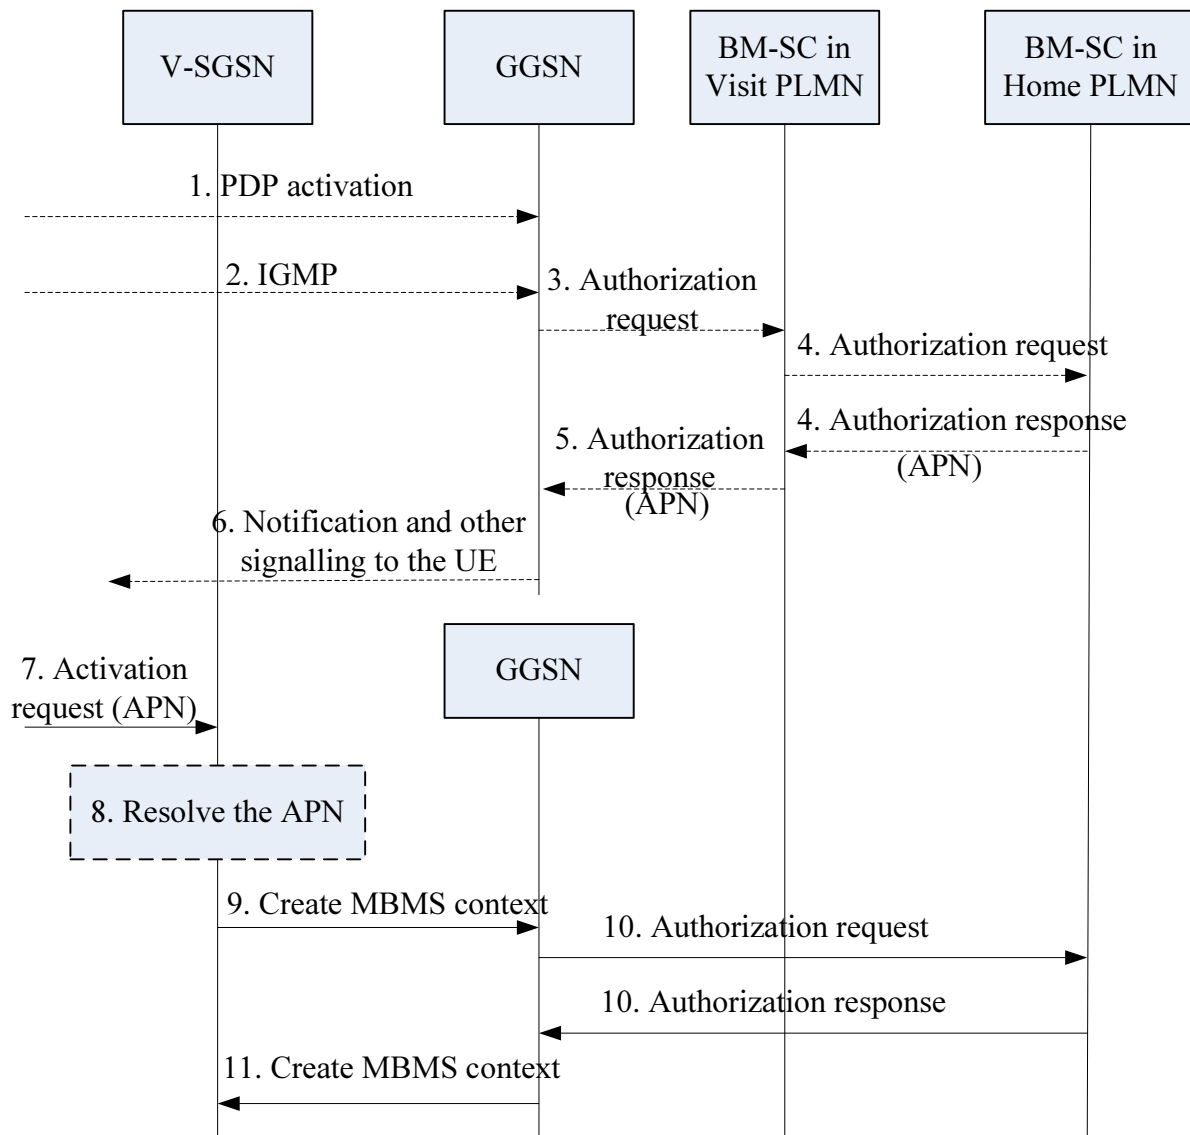 V-SGSN
GGSN
BM-SC in
Visit PLMN
BM-SC in
Home PLMN
1. PDP activation
2. IGMP
3. Authorization
request
4. Authorization request
4. Authorization response
(APN)
5. Authorization
response
(APN)
6. Notification and other
signalling to the UE
GGSN
7. Activation
request (APN)
8. Resolve the APN
9. Create MBMS context
10. Authorization request
10. Authorization response
11. Create MBMS context